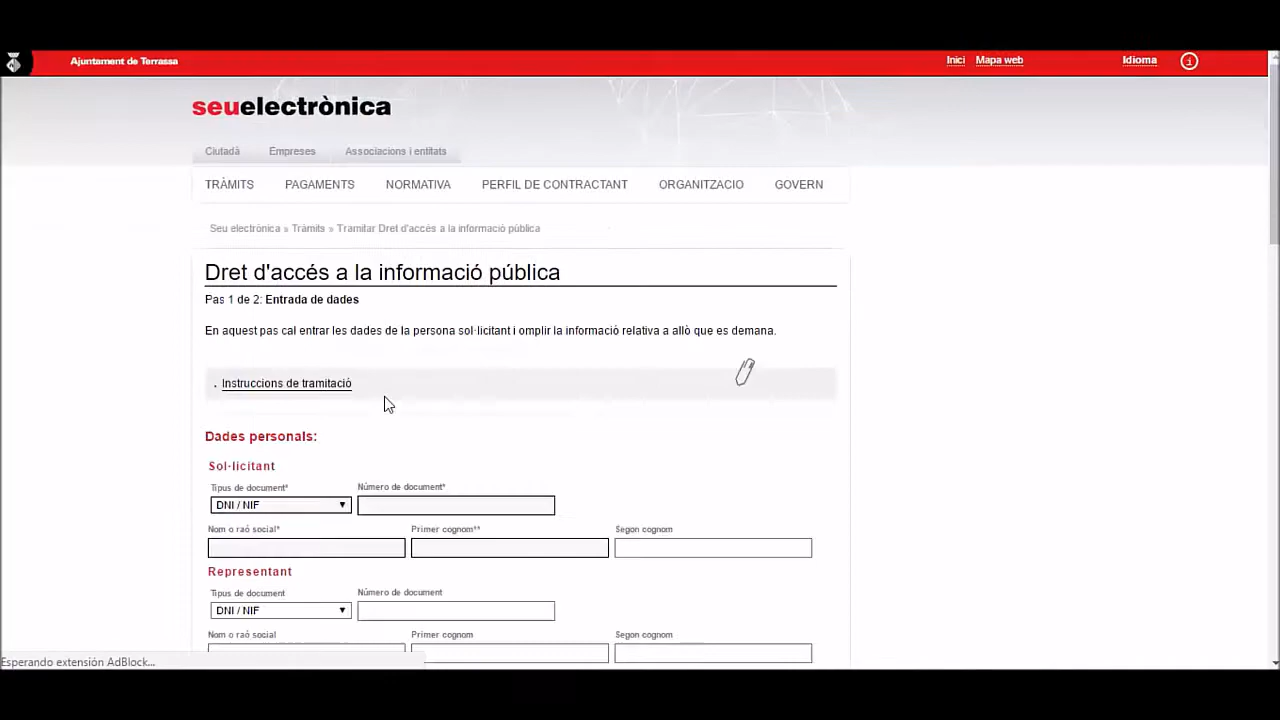 Ajuntament de Terrassa
Inici Mapa web Idioma
seuelectrònica
Ciutadà Empreses Associacions i entitats
TRÀMITS PAGAMENTS NORMATIVA PERFIL DE CONTRACTANT ORGANITZACIO GOVERN
Seu electrònica » Tràmits » Tramitar Dret d'accés a la informació pública
Dret d'accés a la informació pública
Pas 1 de 2: Entrada de dades
En aquest pas cal entrar les dades de la persona sol·licitant i omplir la informació relativa a allò que es demana.
. Instruccions de tramitació
Dades personals:
Sol·licitant
Tipus de document* Número de document*
DNI / NIF
Nom o raó social* Primer cognom** Segon cognom
Representant
Tipus de document Número de document
DNI / NIF
Nom o raó social Primer cognom Segon cognom
Esperando extensión AdBlock...